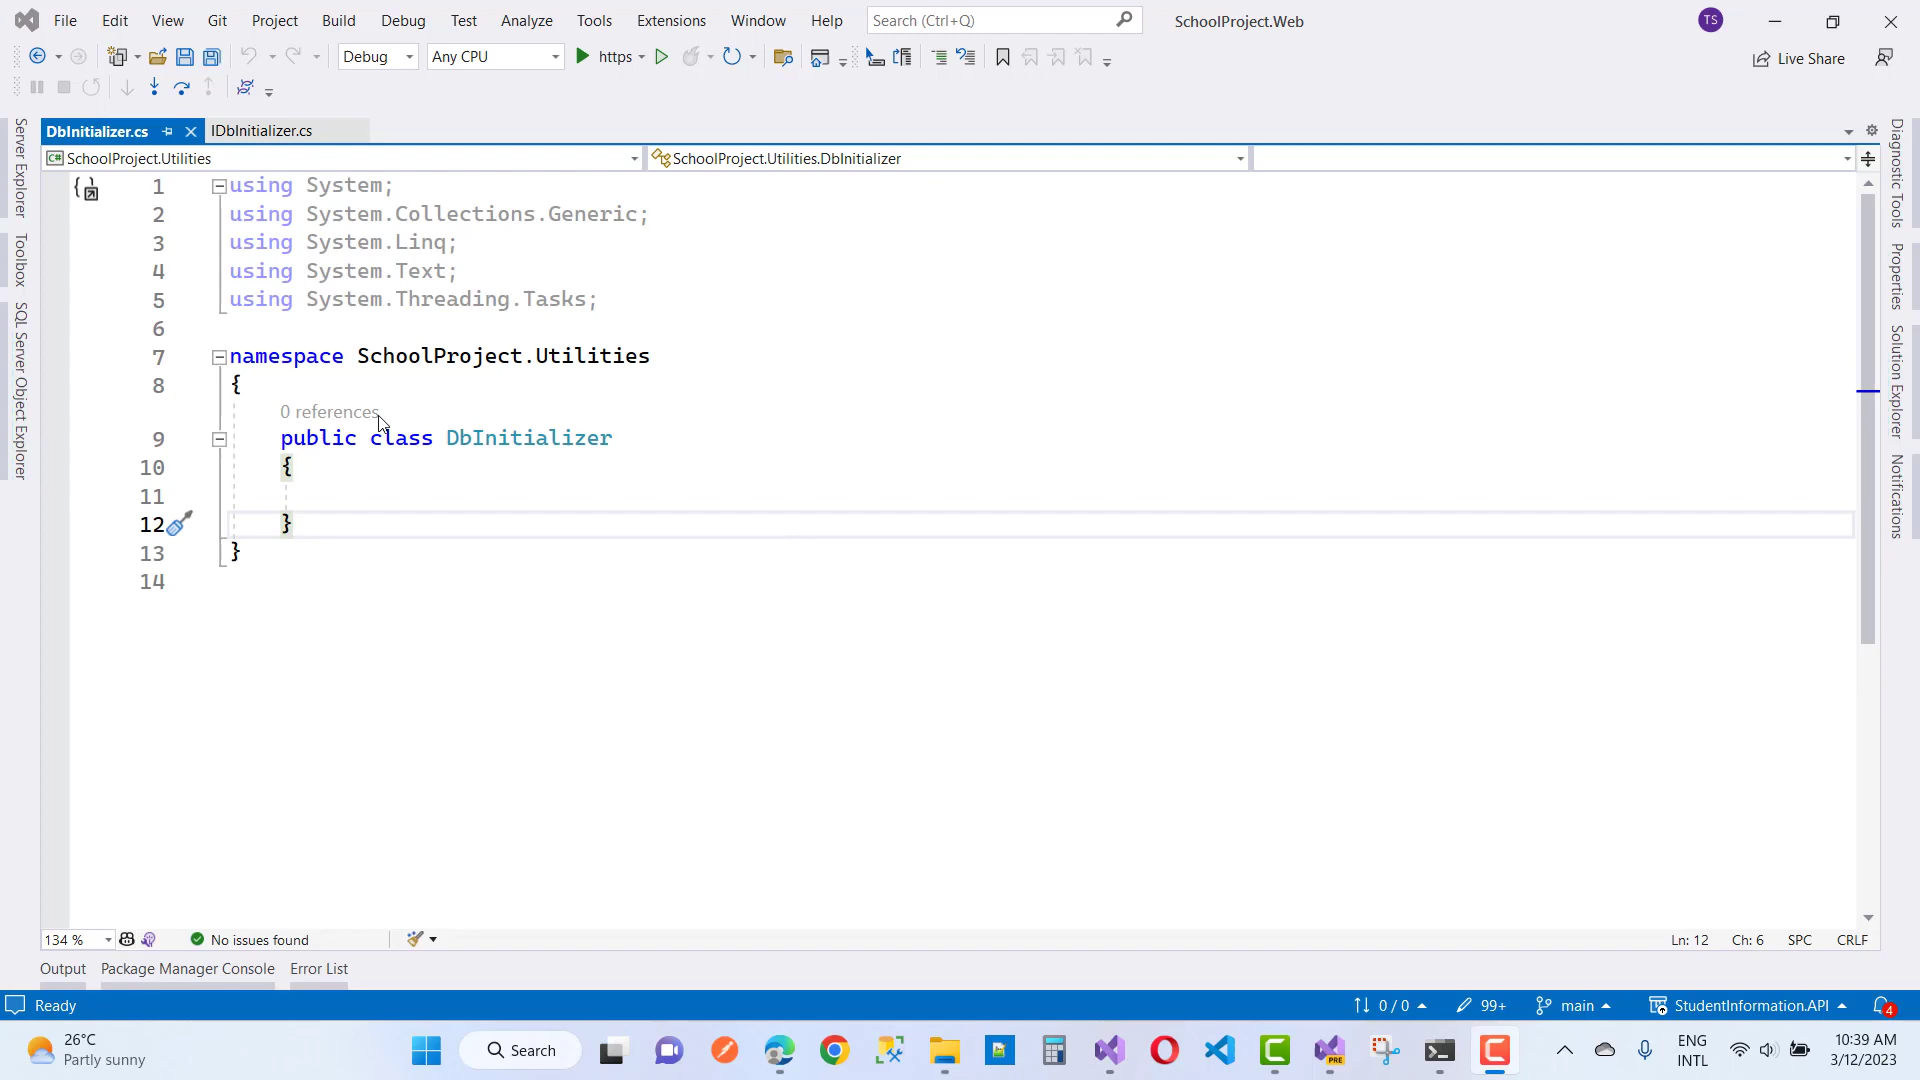 File Edit View Git Project Build Debug Test Analyze Tools Extensions Window Help Search (Ctrl+Q) SchoolProject.Web TS
Debug Any CPU https Live Share
DbInitializer.cs IDbInitializer.cs
SchoolProject.Utilities SchoolProject.Utilities.DbInitializer
1 using System;
2 using System.Collections.Generic;
3 using System.Linq;
4 using System.Text;
5 using System.Threading.Tasks;
6
7 namespace SchoolProject.Utilities
8 {
0 references
9 public class DbInitializer
10 {
11
12 }
13 }
14
Server Explorer
Toolbox
SQL Server Object Explorer
Diagnostic Tools
Properties
Solution Explorer
Notifications
134 % No issues found Ln: 12 Ch: 6 SPC CRLF
Output Package Manager Console Error List
Ready 0 / 0 99+ main StudentInformation.API 4
26°C
Partly sunny
Search
PRE
ENG
INTL
10:39 AM
3/12/2023